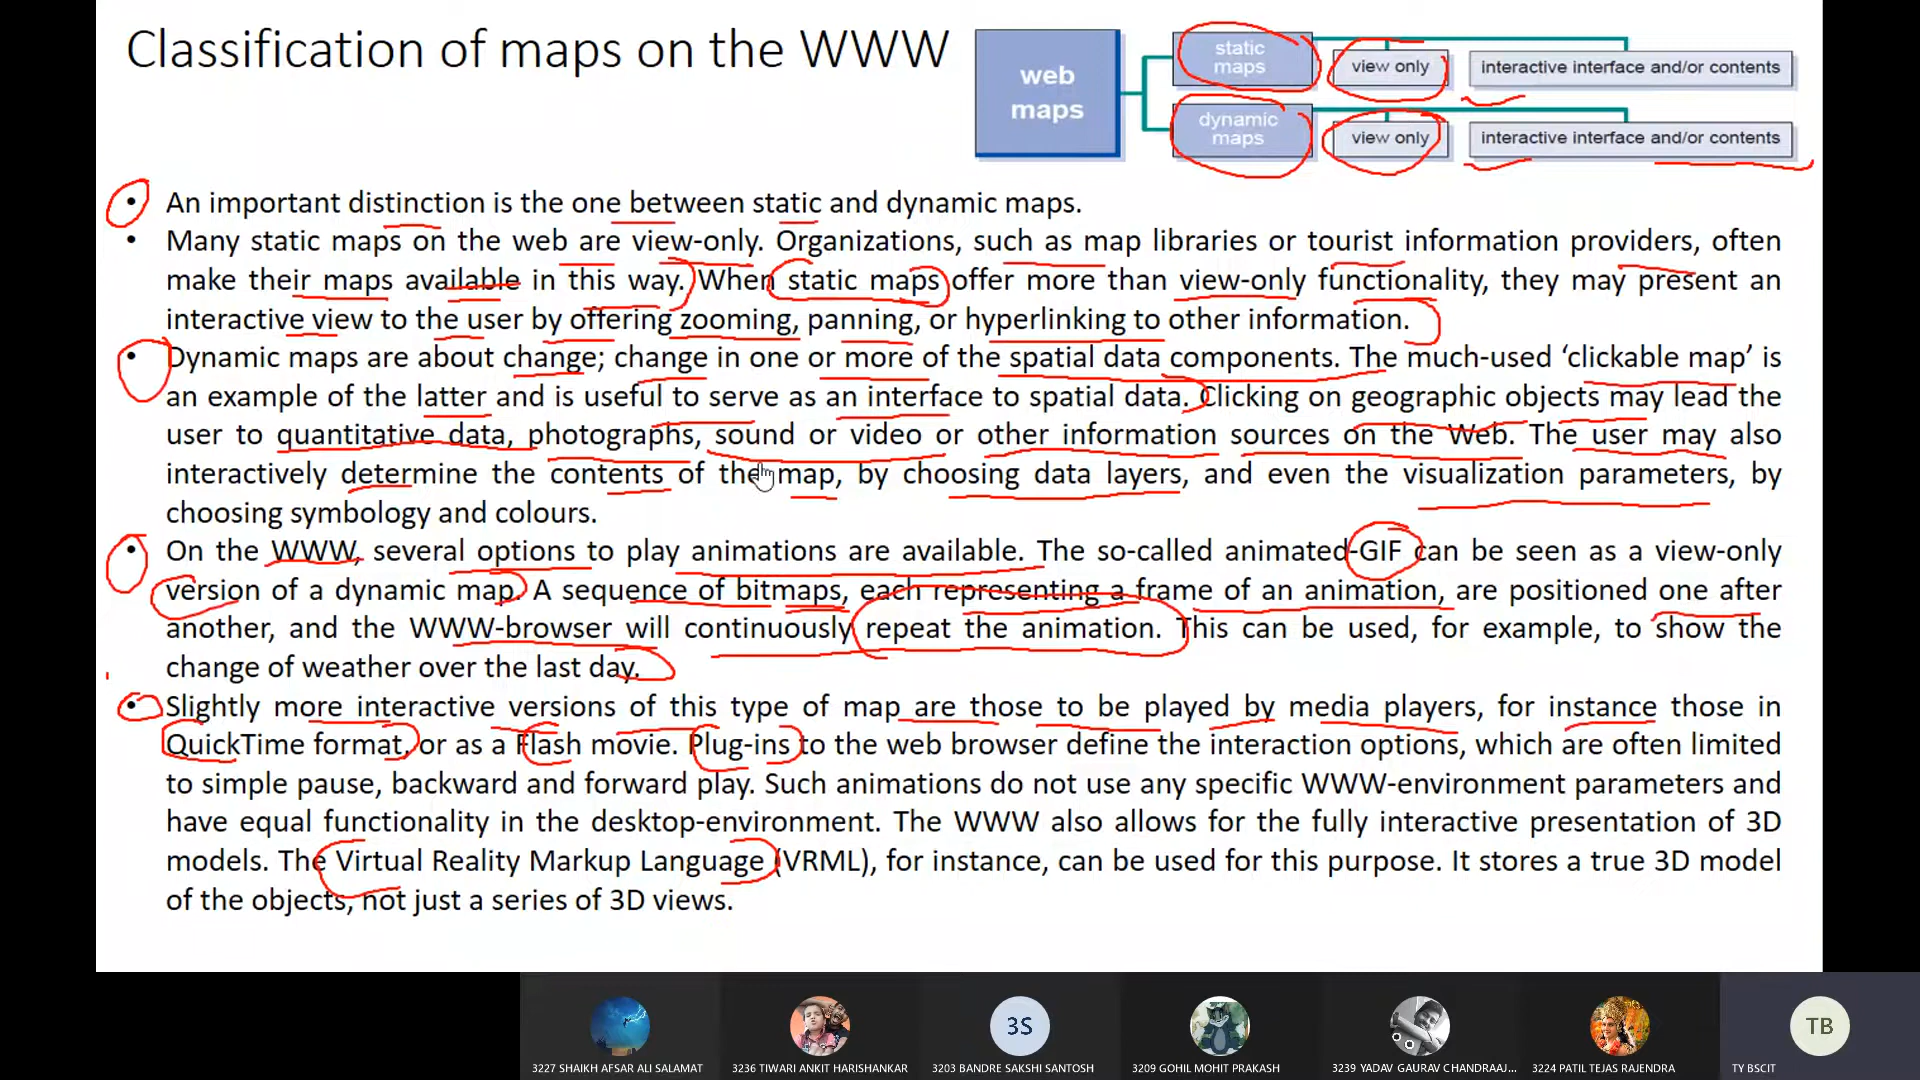 Classification of maps on the WWW
web
maps
static
maps
view only
interactive interface and/or contents
dynamic
maps
view only
interactive interface and/or contents
• An important distinction is the one between static and dynamic maps.
• Many static maps on the web are view-only. Organizations, such as map libraries or tourist information providers, often
make their maps available in this way. When static maps offer more than view-only functionality, they may present an
interactive view to the user by offering zooming, panning, or hyperlinking to other information.
• Dynamic maps are about change; change in one or more of the spatial data components. The much-used ‘clickable map’ is
an example of the latter and is useful to serve as an interface to spatial data. Clicking on geographic objects may lead the
user to quantitative data, photographs, sound or video or other information sources on the Web. The user may also
interactively determine the contents of the map, by choosing data layers, and even the visualization parameters, by
choosing symbology and colours.
• On the WWW, several options to play animations are available. The so-called animated-GIF can be seen as a view-only
version of a dynamic map. A sequence of bitmaps, each representing a frame of an animation, are positioned one after
another, and the WWW-browser will continuously repeat the animation. This can be used, for example, to show the
change of weather over the last day.
• Slightly more interactive versions of this type of map are those to be played by media players, for instance those in
QuickTime format, or as a Flash movie. Plug-ins to the web browser define the interaction options, which are often limited
to simple pause, backward and forward play. Such animations do not use any specific WWW-environment parameters and
have equal functionality in the desktop-environment. The WWW also allows for the fully interactive presentation of 3D
models. The Virtual Reality Markup Language (VRML), for instance, can be used for this purpose. It stores a true 3D model
of the objects, not just a series of 3D views.
3S
TB
3227 SHAIKH AFSAR ALI SALAMAT
3236 TIWARI ANKIT HARISHANKAR
3203 BANDRE SAKSHI SANTOSH
3209 GOHIL MOHIT PRAKASH
3239 YADAV GAURAV CHANDRAAJ...
3224 PATIL TEJAS RAJENDRA
TY BSCIT